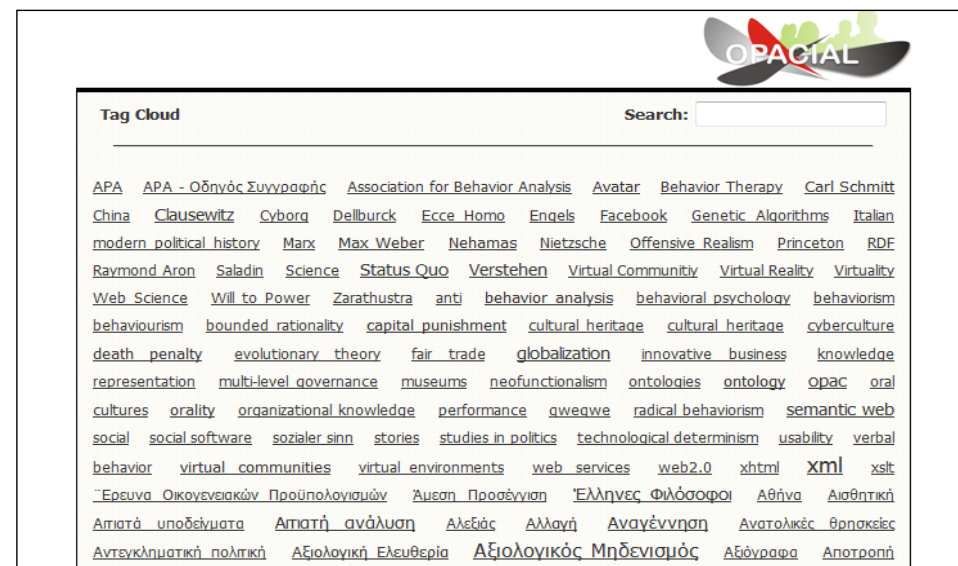 OPACIAL
Tag Cloud Search:
APA APA - Οδηγός Συγγραφής Association for Behavior Analysis Avatar Behavior Therapy Carl Schmitt
China Clausewitz Cyborg Dellburck Ecce Homo Engels Facebook Genetic Algorithms Italian
modern political history Marx Max Weber Nehamas Nietzsche Offensive Realism Princeton RDF
Raymond Aron Saladin Science Status Quo Verstehen Virtual Communitiy Virtual Reality Virtuality
Web Science Will to Power Zarathustra anti behavior analysis behavioral psychology behaviorism
behaviourism bounded rationality capital punishment cultural heritage cultural heritage cyberculture
death penalty evolutionary theory fair trade globalization innovative business knowledge
representation multi-level governance museums neofunctionalism ontologies ontology opac oral
cultures orality organizational knowledge performance qweqwe radical behaviorism semantic web
social social software sozialer sinn stories studies in politics technological determinism usability verbal
behavior virtual communities virtual environments web services web2.0 xhtml xml xslt
¨Ερευνα Οικογενειακών Προϋπολογισμών Άμεση Προσέγγιση Έλληνες Φιλόσοφοι Αθήνα Αισθητική
Αιτιατά υποδείγματα Αιτιατή ανάλυση Αλεξιάς Αλλαγή Αναγέννηση Ανατολικές θρησκείες
Αντεγκληματική πολιτική Αξιολογική Ελευθερία Αξιολογικός Μηδενισμός Αξιόγραφα Αποτροπή